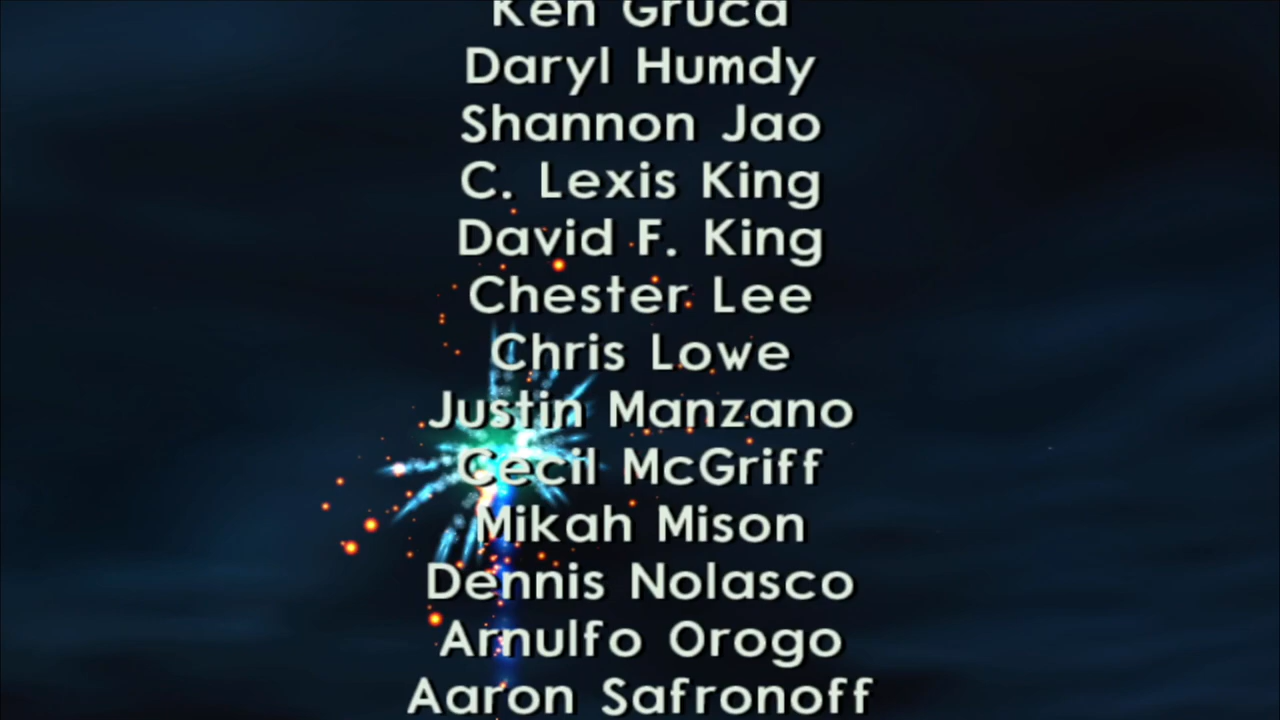 Ken Gruca
Daryl Humdy
Shannon Jao
C. Lexis King
David F. King
Chester Lee
Chris Lowe
Justin Manzano
Cecil McGriff
Mikah Mison
Dennis Nolasco
Arnulfo Orogo
Aaron Safronoff